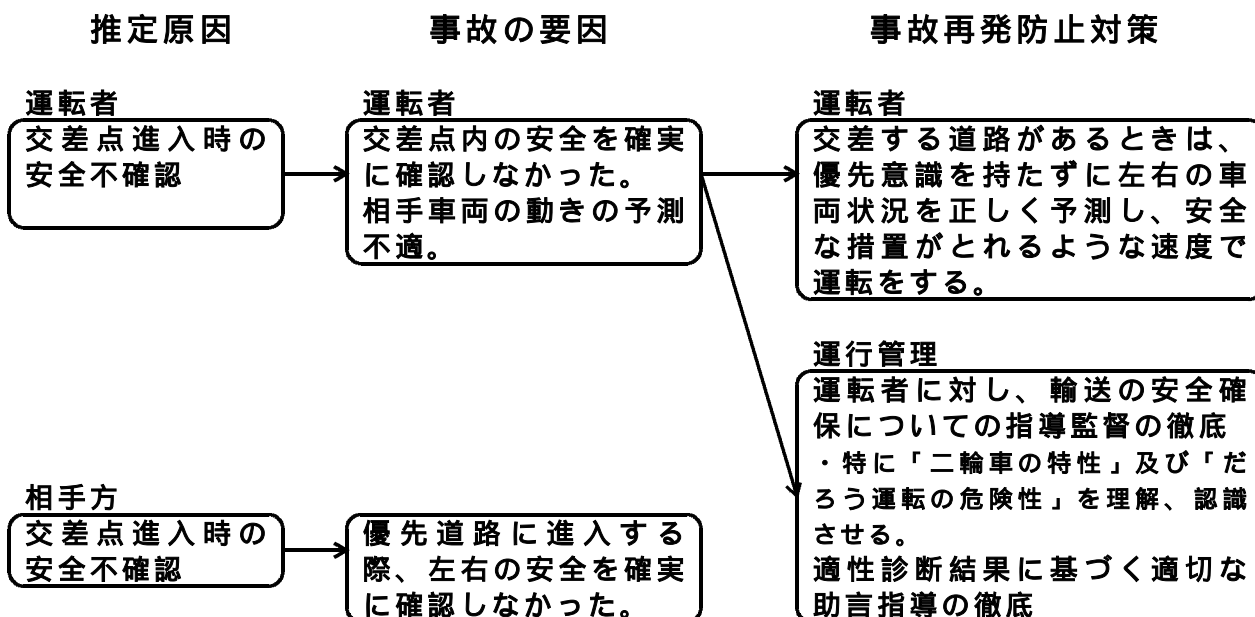 推定原因
事故の要因
事故再発防止対策
運転者
交差点進入時の
安全不確認
運転者
交差点内の安全を確実
に確認しなかった。
相手車両の動きの予測
不適。
運転者
交差する道路があるときは、
優先意識を持たずに左右の車
両状況を正しく予測し、安全
な措置がとれるような速度で
運転をする。
運行管理
運転者に対し、輸送の安全確
保についての指導監督の徹底
・特に「二輪車の特性」及び「だ
ろう運転の危険性」を理解、認識
させる。
適性診断結果に基づく適切な
助言指導の徹底
相手方
交差点進入時の
安全不確認
優先道路に進入する
際、左右の安全を確実
に確認しなかった。